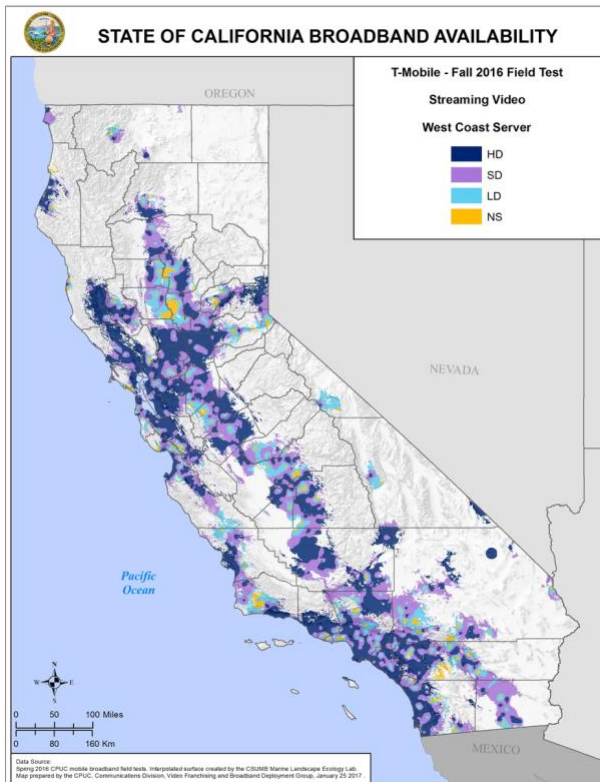 STATE OF CALIFORNIA BROADBAND AVAILABILITY
T-Mobile - Fall 2016 Field Test
Streaming Video
West Coast Server
HD
SD
LD
NS
OREGON
NEVADA
Pacific
Ocean
N
W E
S
0 50 100 Miles
0 80 160 KM
MEXICO
Data Source:
Spring 2016 CPUC mobile broadband field tests. Interpolated surface created by the CSUMB Marine Landscape Ecology Lab.
Map prepared by the CPUC, Communications Division, Video Franchising and Broadband Deployment Group, January 25 2017.